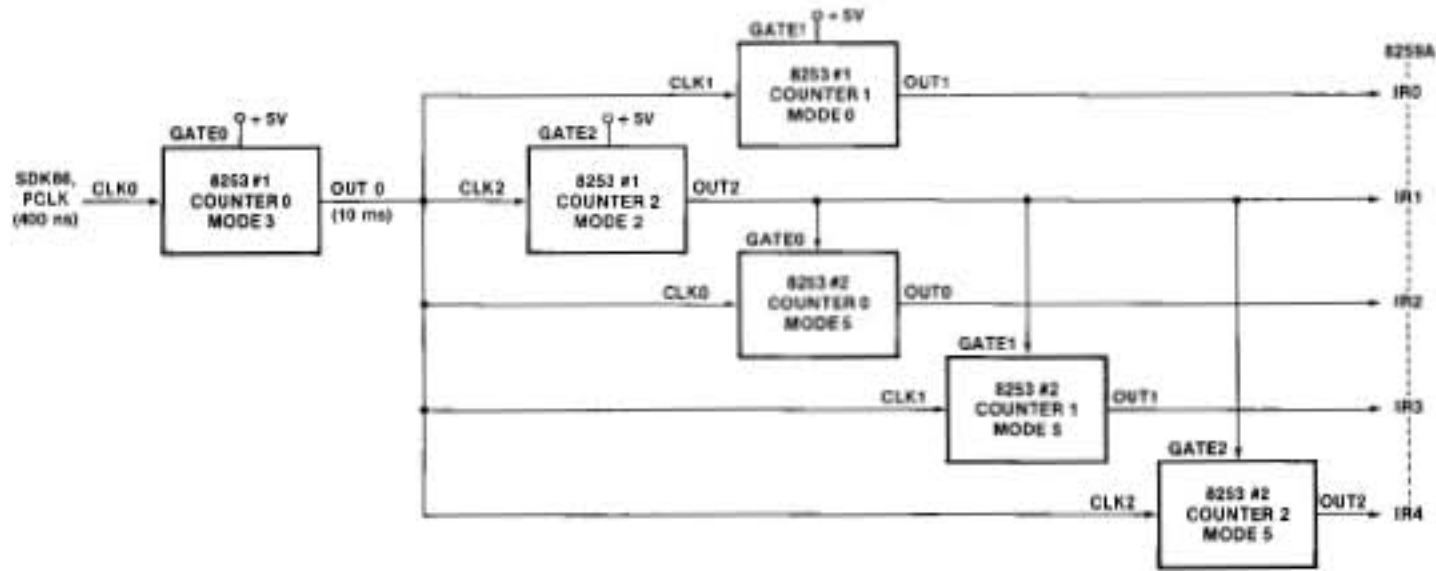 + 5V
GATE1
8259A
8253 #1
COUNTER 1
MODE 0
CLK1
OUT1
IR0
+ 5V
GATE0
+ 5V
GATE2
SDK86,
PCLK
(400 ns)
CLK0
8253 #1
COUNTER 0
MODE 3
OUT 0
(10 ms)
CLK2
8253 #1
COUNTER 2
MODE 2
OUT2
IR1
GATE0
CLK0
8253 #2
COUNTER 0
MODE 5
OUT0
IR2
GATE1
CLK1
8253 #2
COUNTER 1
MODE 5
OUT1
IR3
GATE2
CLK2
8253 #2
COUNTER 2
MODE 5
OUT2
IR4